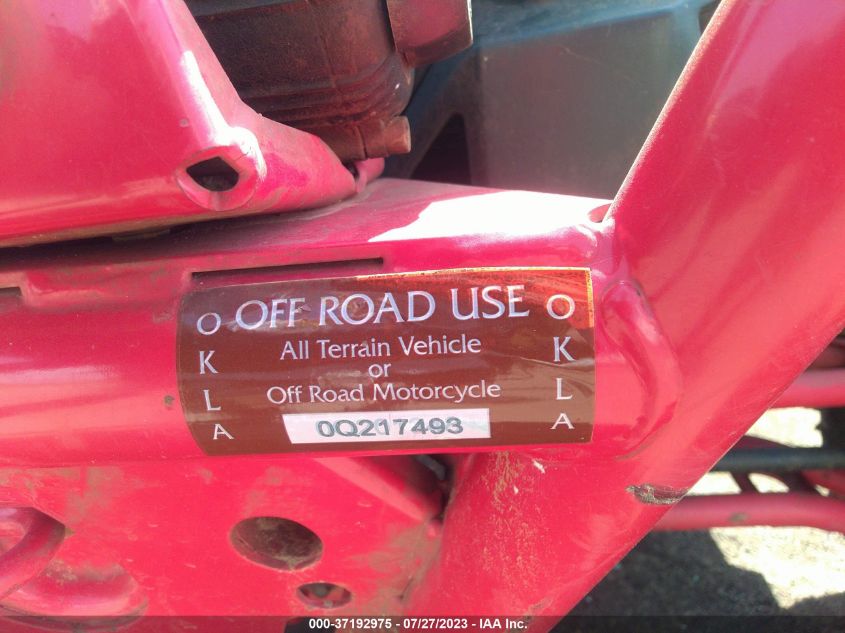 OFF ROAD USE
All Terrain Vehicle
or
Off Road Motorcycle
0Q217493
O
K
L
A
O
K
L
A
000-37192975 - 07/27/2023 - IAA Inc.